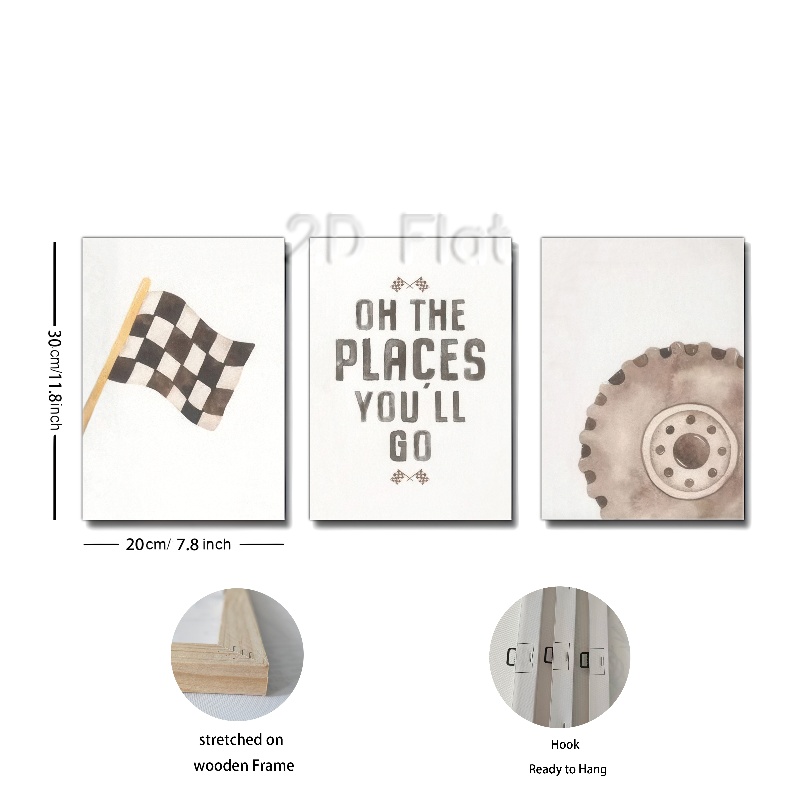 2D Flat
OH THE
PLACES
YOU'LL
GO
30cm/11.8inch
20cm/ 7.8 inch
stretched on
wooden Frame
Hook
Ready to Hang